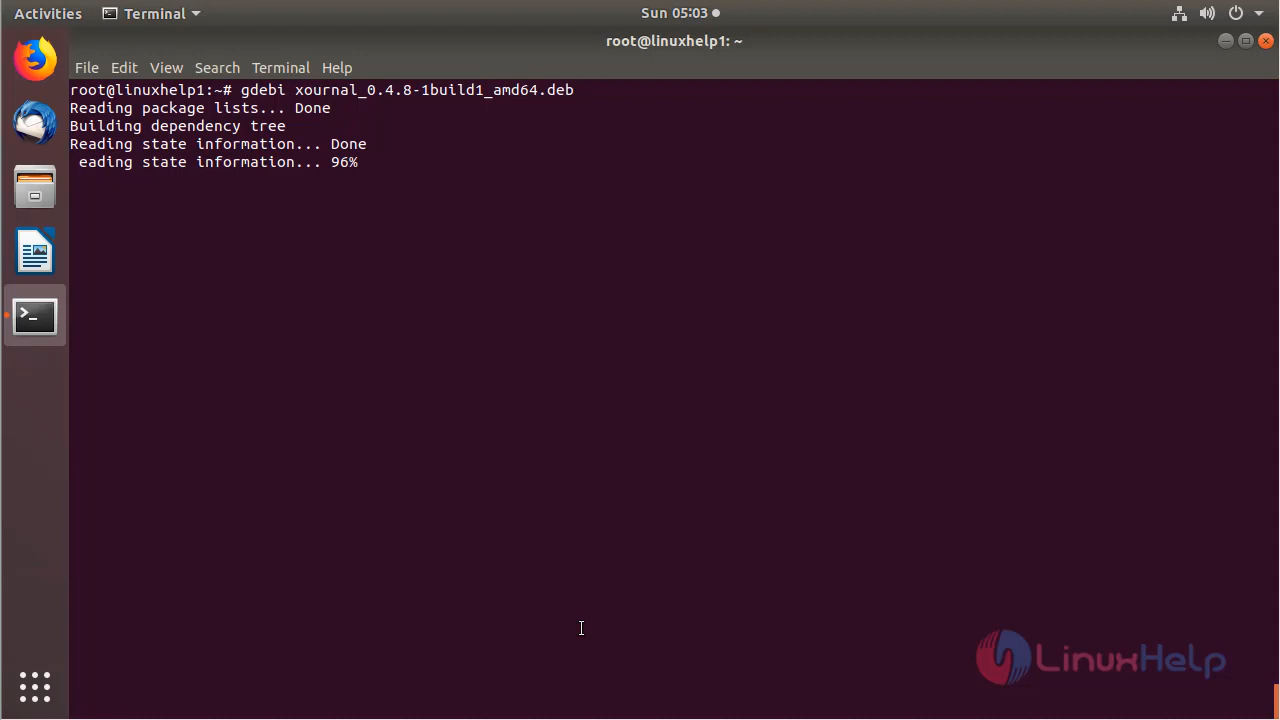 Activities Terminal Sun 05:03
root@linuxhelp1: ~
File Edit View Search Terminal Help
root@linuxhelp1:~# gdebi xournal_0.4.8-1build1_amd64.deb
Reading package lists... Done
Building dependency tree
Reading state information... Done
 eading state information... 96%
LinuxHelp